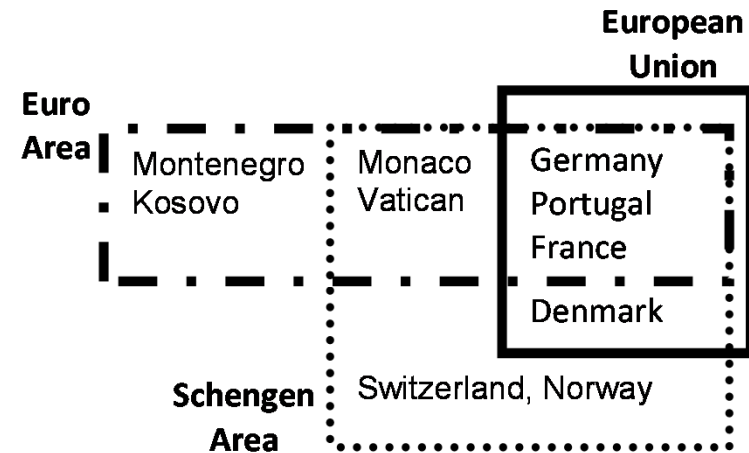 European
Union
Euro
Area
Montenegro
Kosovo
Monaco
Vatican
Germany
Portugal
France
Denmark
Switzerland, Norway
Schengen
Area